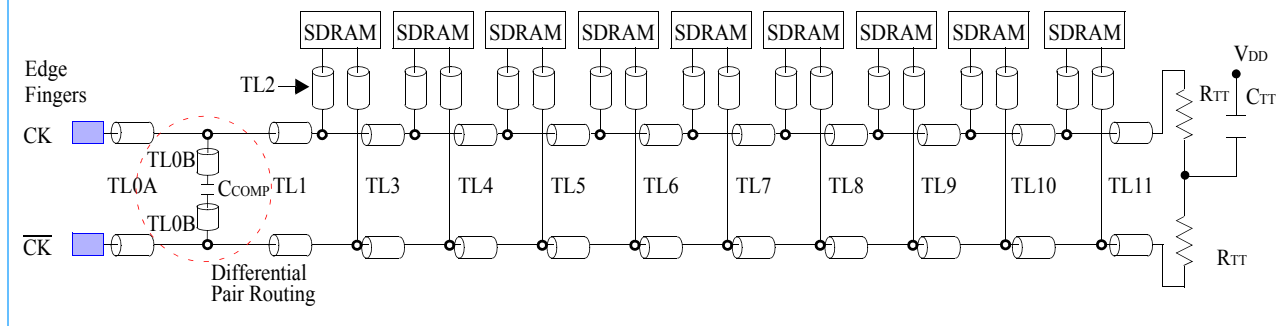 SDRAM SDRAM SDRAM SDRAM SDRAM SDRAM SDRAM SDRAM SDRAM
Edge
Fingers
TL2
VDD
RTT
CTT
CK
TL0B
TL0A
CCOMP
TL1 TL3 TL4 TL5 TL6 TL7 TL8 TL9 TL10 TL11
TL0B
C̅K̅
Differential
Pair Routing
RTT